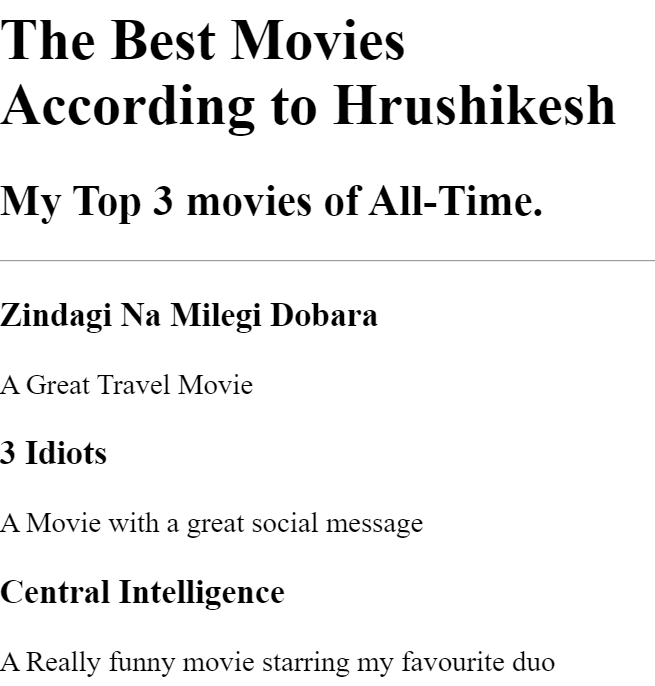 The Best Movies
According to Hrushikesh
My Top 3 movies of All-Time.
Zindagi Na Milegi Dobara
A Great Travel Movie
3 Idiots
A Movie with a great social message
Central Intelligence
A Really funny movie starring my favourite duo